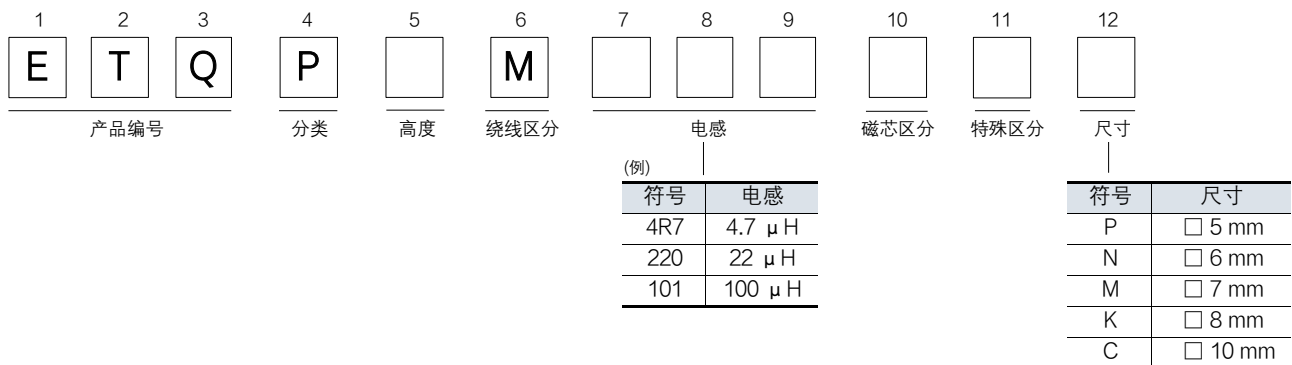 1 2 3 4 5 6 7 8 9 10 11 12
E T Q P M
产品编号 分类 高度 绕线区分 电感 磁芯区分 特殊区分 尺寸
(例)
符号 电感
4R7 4.7 μH
220 22 μH
101 100 μH
符号 尺寸
P □ 5 mm
N □ 6 mm
M □ 7 mm
K □ 8 mm
C □ 10 mm